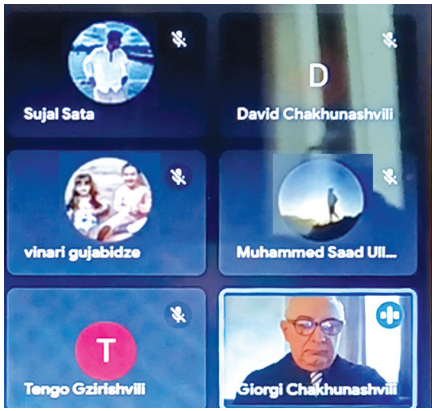 Sujal Sata
D
David Chakhunashvili
vinari gujabidze
Muhammed Saad Ull...
T
Tengo Gzirishvili
Giorgi Chakhunashvili